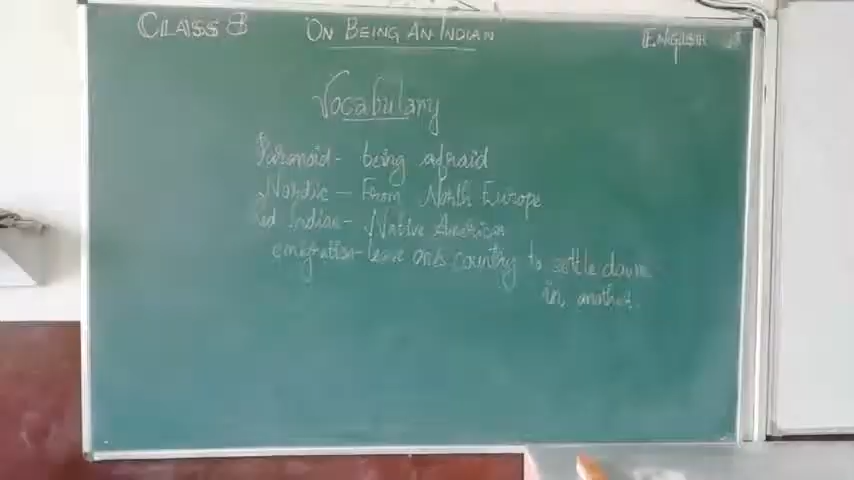 CLASS 8 ON BEING AN INDIAN ENGLISH
Vocabulary
Paranoid - being afraid
Nordic - From North Europe
Red Indian - Native American
emigration - leave one's country to settle down
in another.